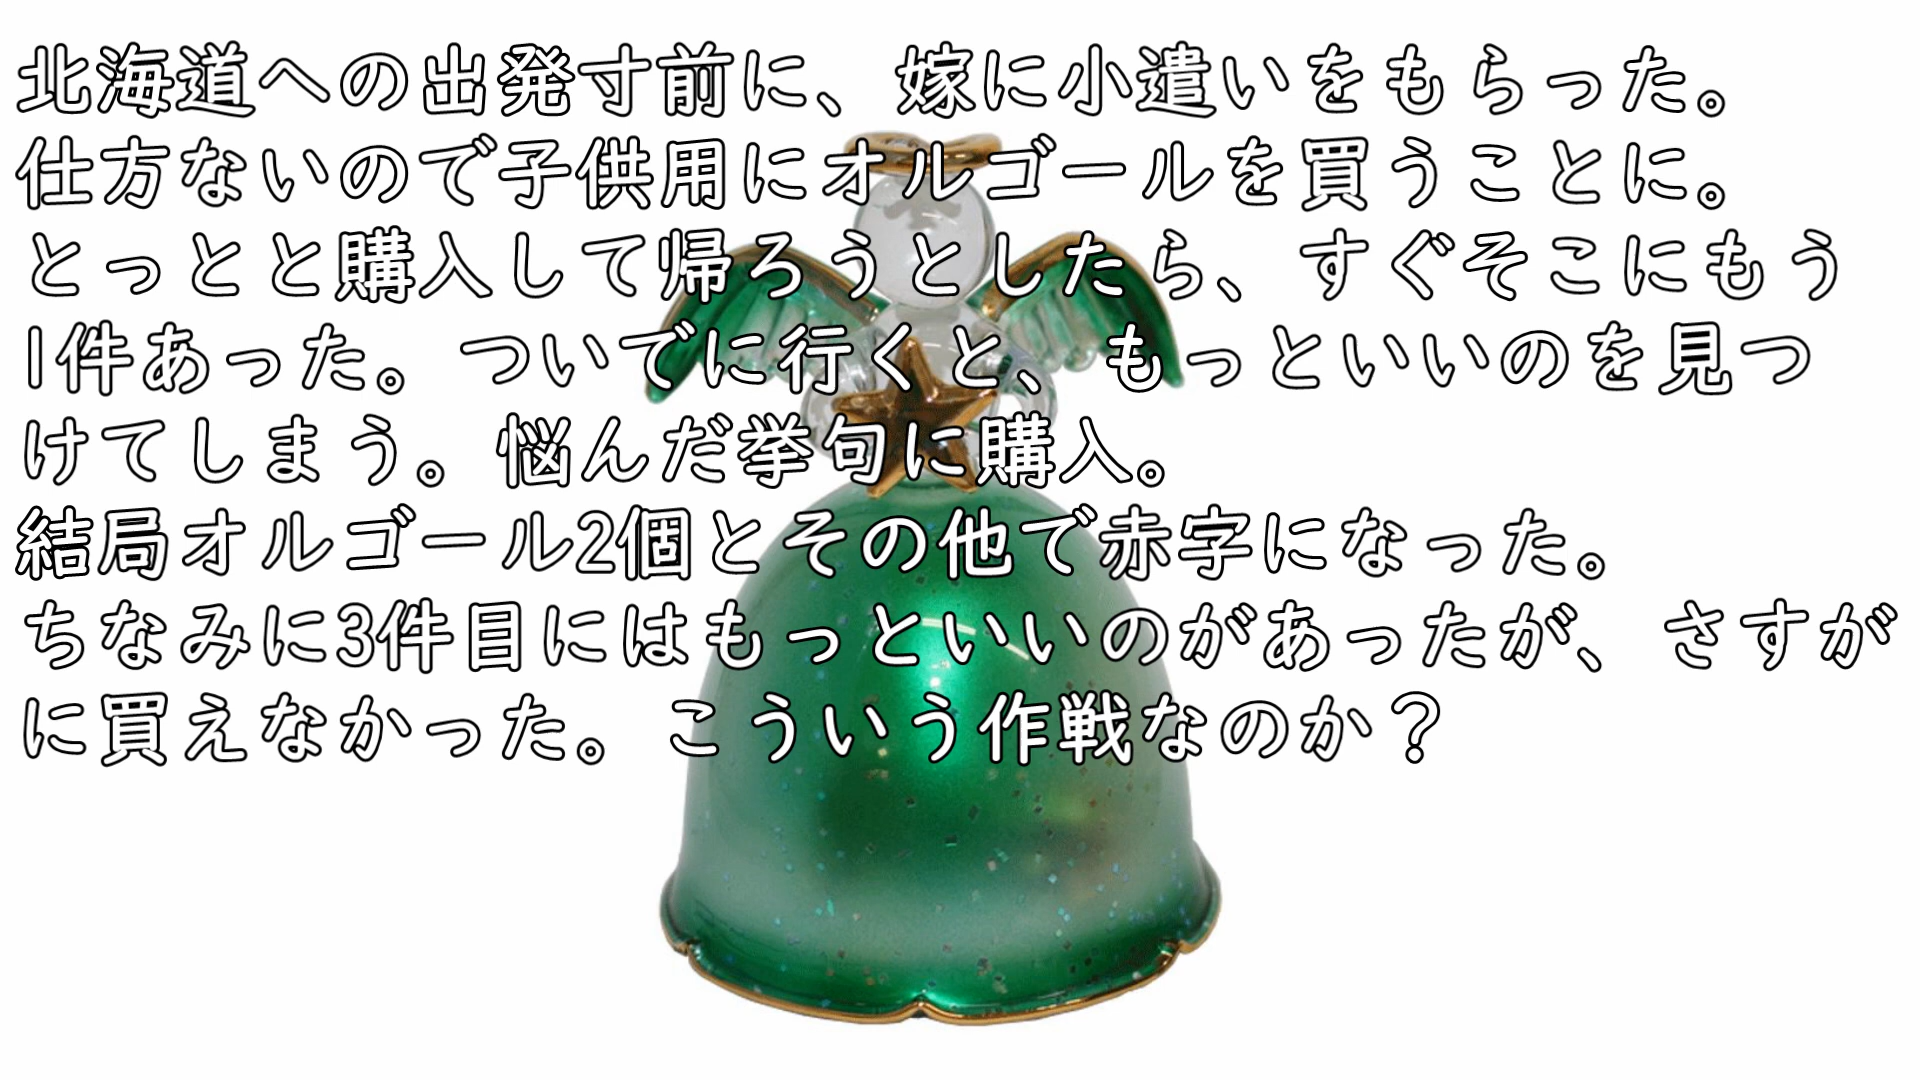 北海道への出発寸前に、嫁に小遣いをもらった。
仕方ないので子供用にオルゴールを買うことに。
とっとと購入して帰ろうとしたら、すぐそこにもう
1件あった。ついでに行くと、もっといいのを見つ
けてしまう。悩んだ挙句に購入。
結局オルゴール2個とその他で赤字になった。
ちなみに3件目にはもっといいのがあったが、さすが
に買えなかった。こういう作戦なのか？